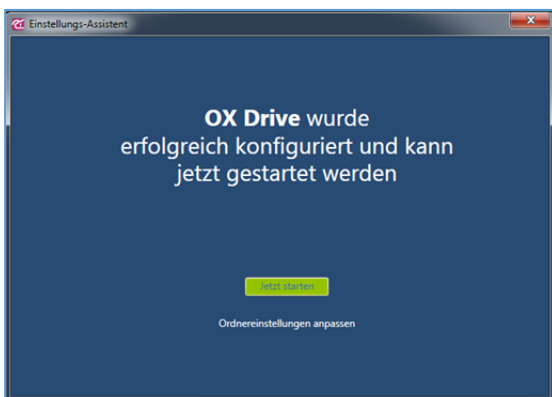 Einstellungs-Assistent
OX Drive wurde
erfolgreich konfiguriert und kann
jetzt gestartet werden
Jetzt starten
Ordnereinstellungen anpassen